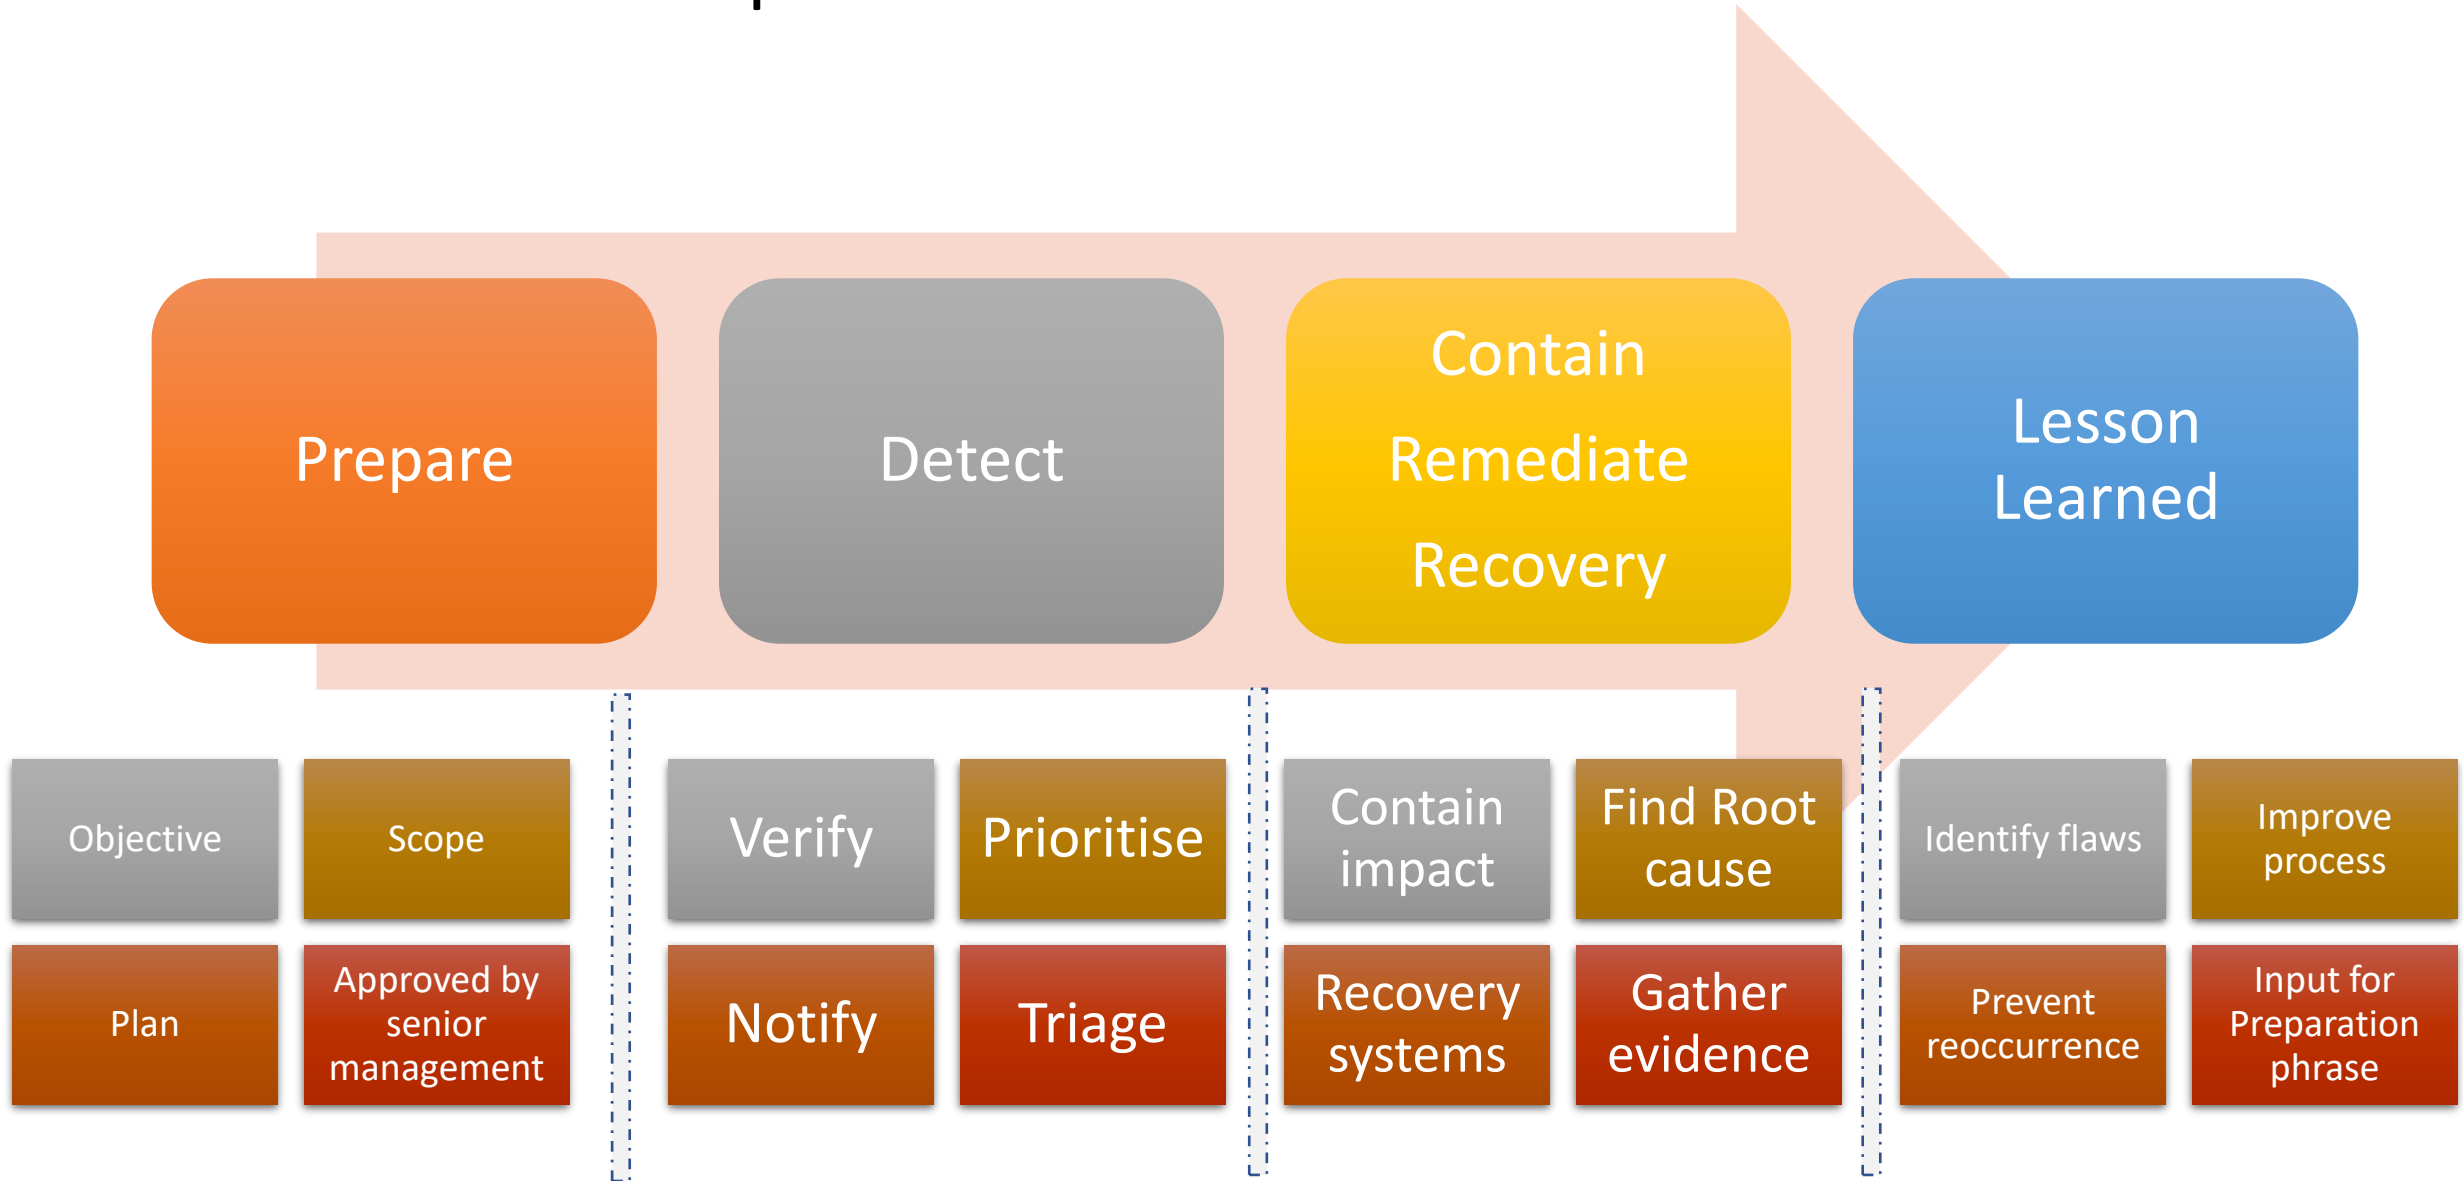 Prepare
Detect
Contain
Remediate
Recovery
Lesson
Learned
Objective
Scope
Plan
Approved by
senior
management
Verify
Prioritise
Notify
Triage
Contain
impact
Find Root
cause
Recovery
systems
Gather
evidence
Identify flaws
Improve
process
Prevent
reoccurrence
Input for
Preparation
phrase